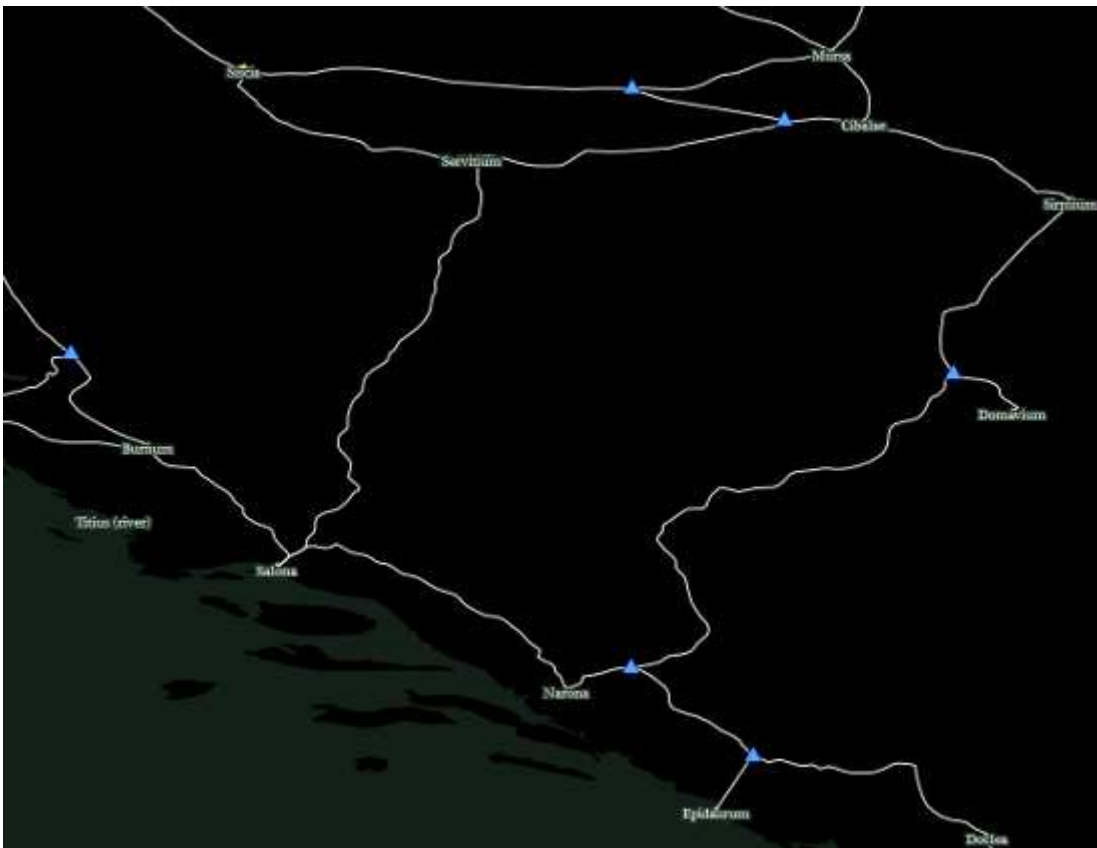 Mursa
Siscia
Cibalae
Servitium
Sirmium
Domavium
Burnum
Titius (river)
Salona
Narona
Epidaurum
Doclea